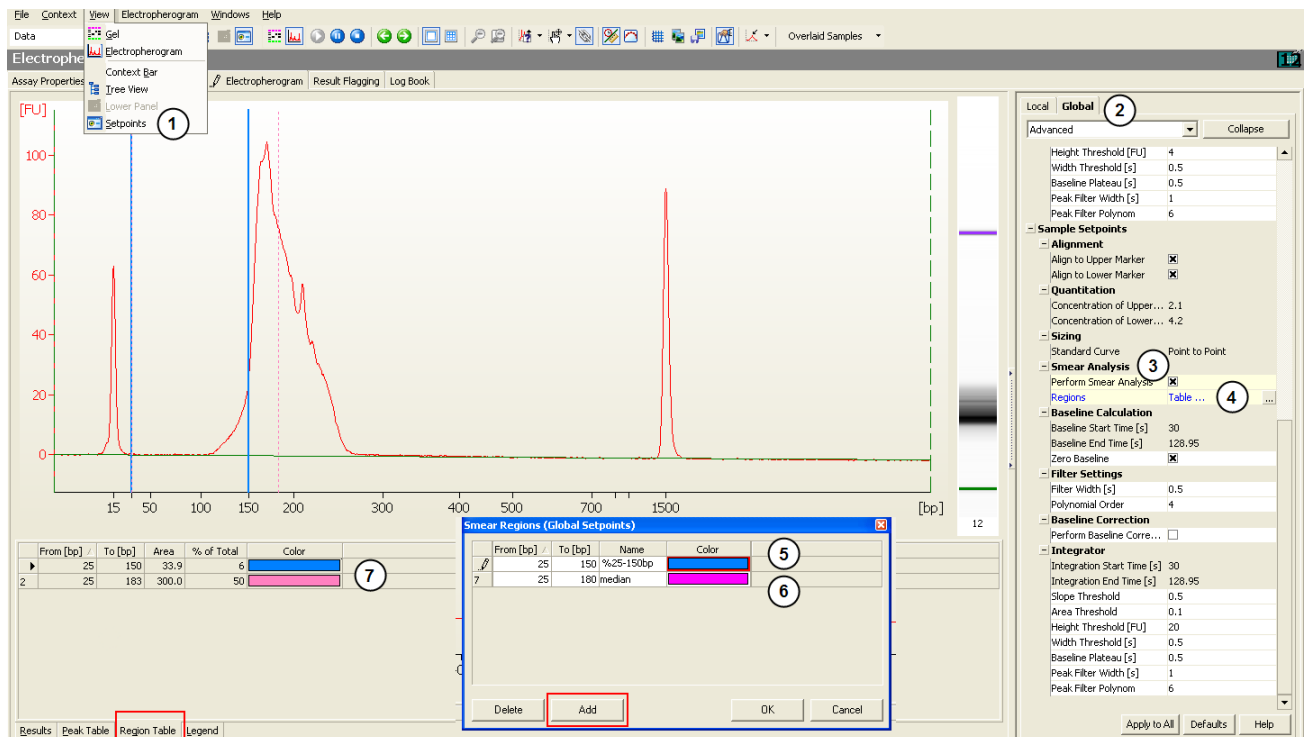 File Context View Electropherogram Windows Help
Data
Overlaid Samples
Gel
Electropherogram
Context Bar
Tree View
Lower Panel
Setpoints
1
Electrophe
12
Assay Properties
Electropherogram Result Flagging Log Book
[FU]
100
80
60
40
20
0
15 50 100 150 200 300 400 500 700 1500 [bp]
12
From [bp] To [bp] Area % of Total Color
25 150 33.9 6
2 25 183 300.0 50
7
Results Peak Table Region Table Legend
Smear Regions (Global Setpoints)
From [bp] To [bp] Name Color
25 150 %25-150bp
7 25 180 median
5
6
Delete Add OK Cancel
Local Global
2
Advanced Collapse
Height Threshold [FU] 4
Width Threshold [s] 0.5
Baseline Plateau [s] 0.5
Peak Filter Width [s] 1
Peak Filter Polynom 6
Sample Setpoints
Alignment
Align to Upper Marker
Align to Lower Marker
Quantitation
Concentration of Upper... 2.1
Concentration of Lower... 4.2
Sizing
Standard Curve Point to Point
Smear Analysis
3
Perform Smear Analysis
Regions Table ... ...
4
Baseline Calculation
Baseline Start Time [s] 30
Baseline End Time [s] 128.95
Zero Baseline
Filter Settings
Filter Width [s] 0.5
Polynomial Order 4
Baseline Correction
Perform Baseline Corre...
Integrator
Integration Start Time [s] 30
Integration End Time [s] 128.95
Slope Threshold 0.5
Area Threshold 0.1
Height Threshold [FU] 20
Width Threshold [s] 0.5
Baseline Plateau [s] 0.5
Peak Filter Width [s] 1
Peak Filter Polynom 6
Apply to All Defaults Help